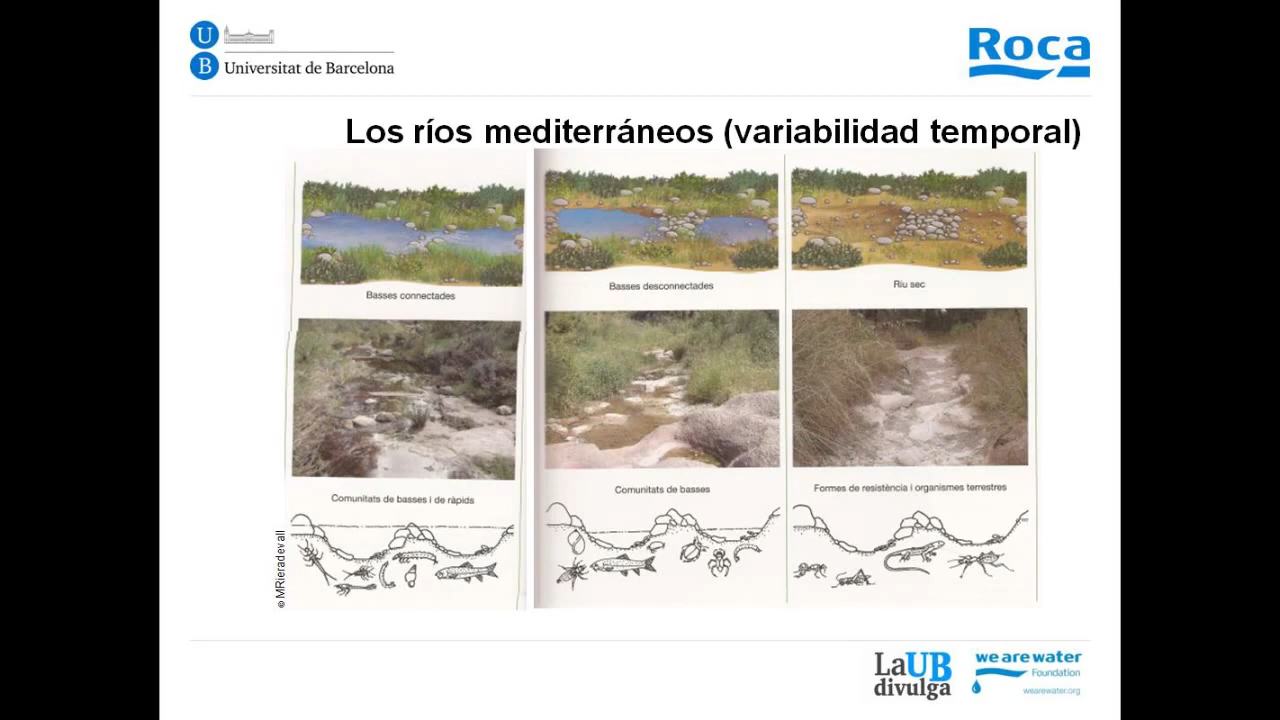 U
B
Universitat de Barcelona
Roca
Los ríos mediterráneos (variabilidad temporal)
Basses connectades
Basses desconnectades
Riu sec
Comunitats de basses i de ràpids
Comunitats de basses
Formes de resistència i organismes terrestres
© MRieradevall
LaUB
divulga
we are water
Foundation
wearewater.org